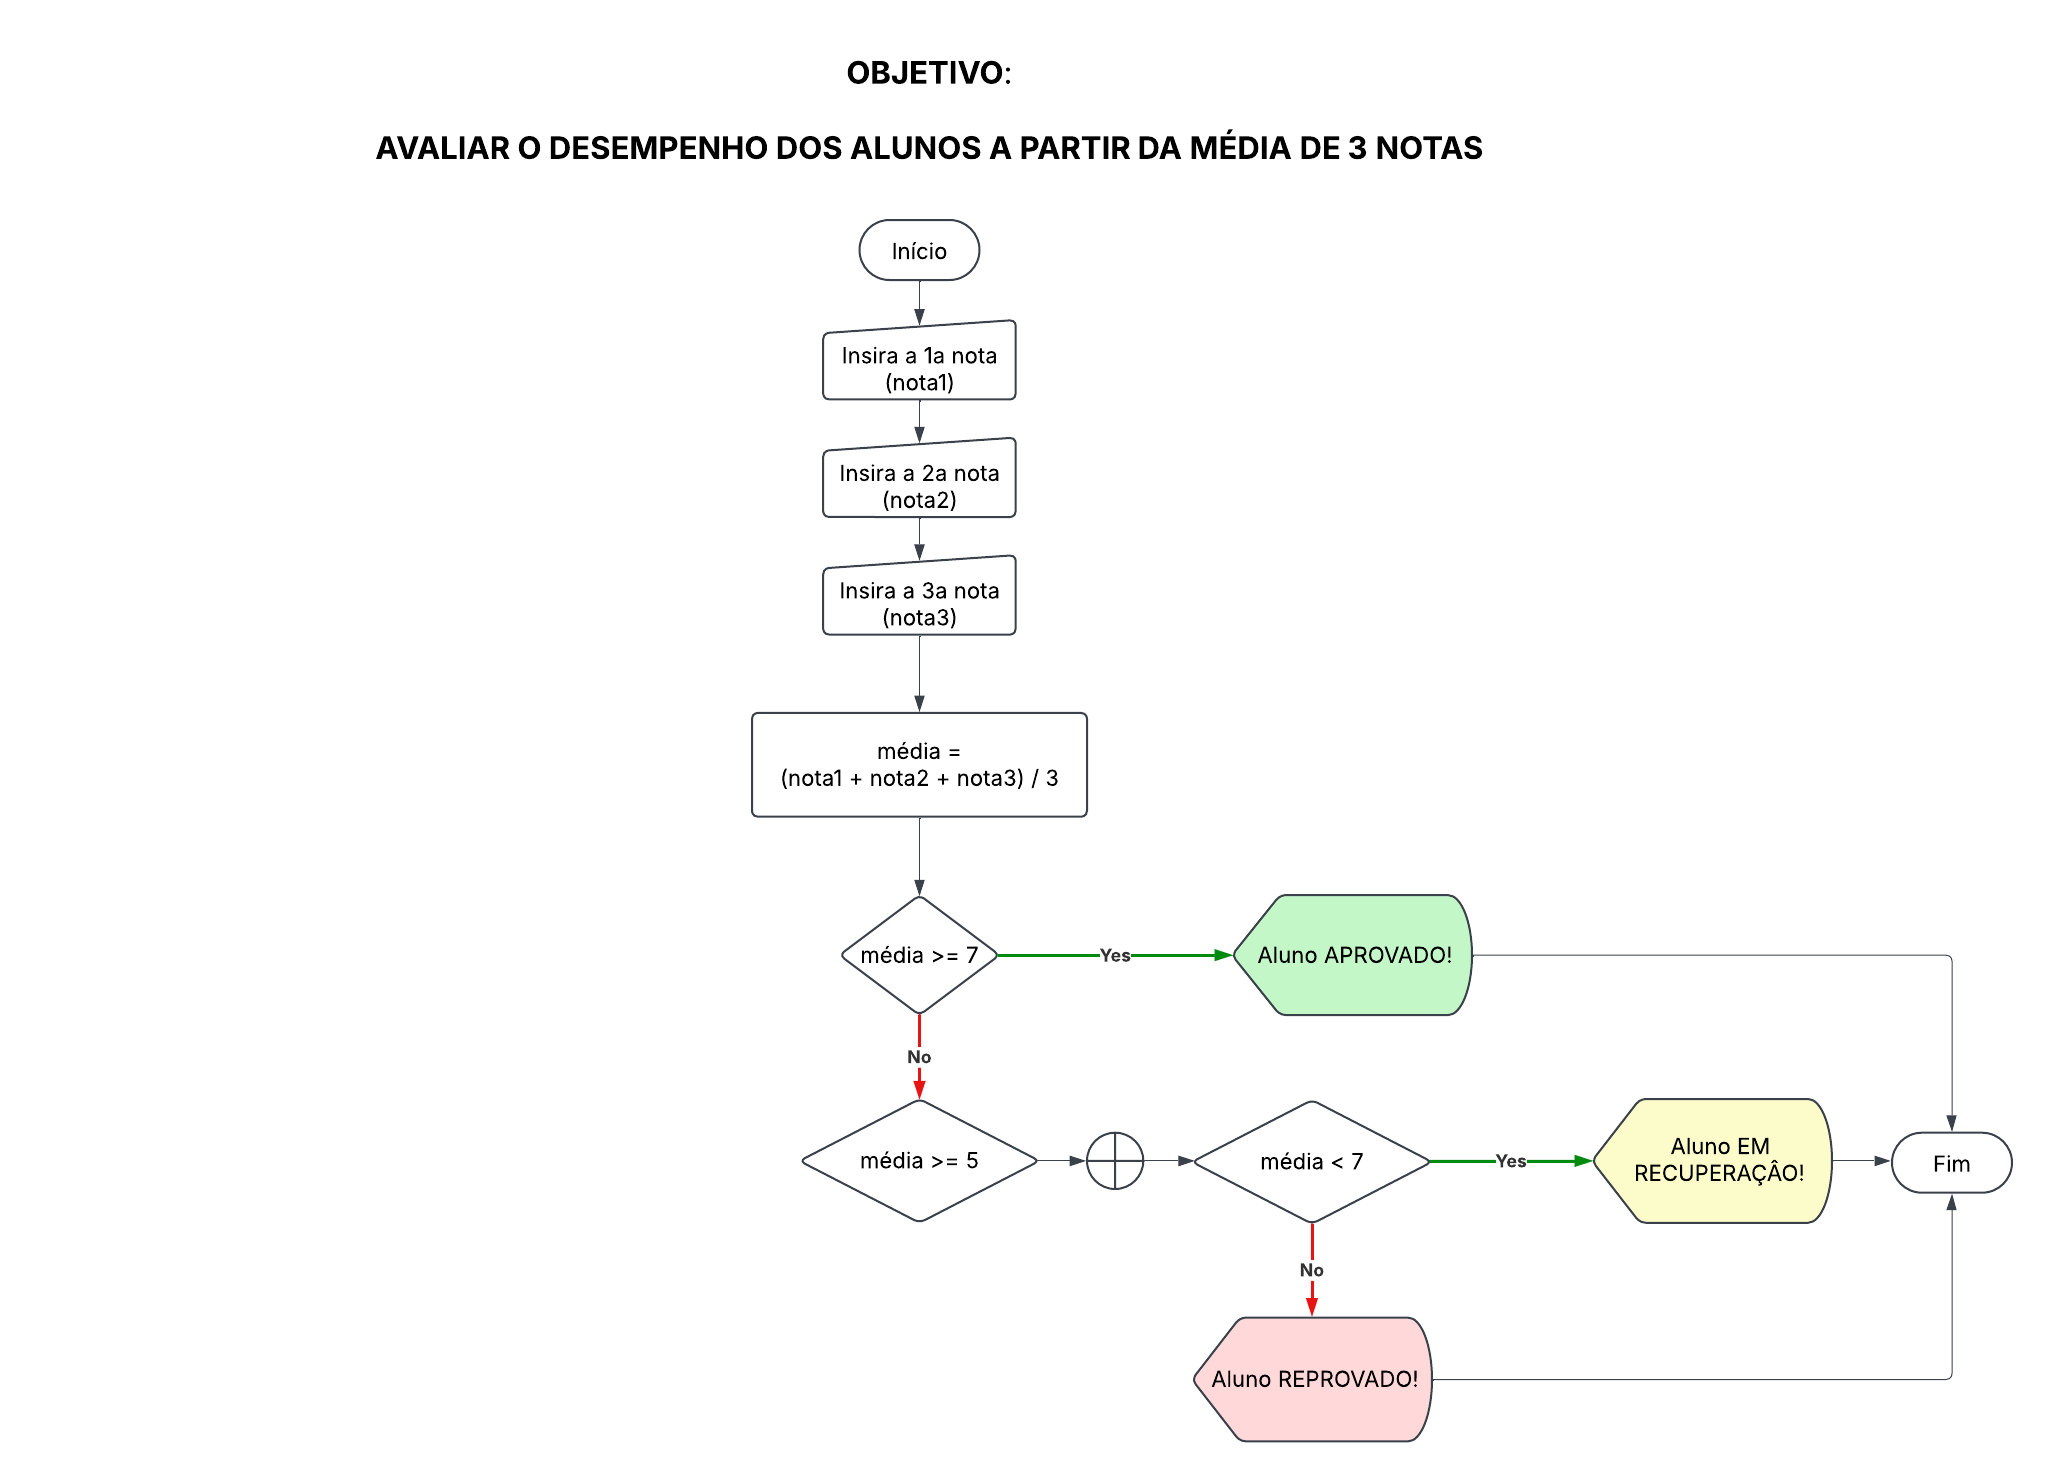 OBJETIVO:
AVALIAR O DESEMPENHO DOS ALUNOS A PARTIR DA MÉDIA DE 3 NOTAS
Início
Insira a 1a nota
(nota1)
Insira a 2a nota
(nota2)
Insira a 3a nota
(nota3)
média =
(nota1 + nota2 + nota3) / 3
média >= 7
Yes
Aluno APROVADO!
No
média >= 5
média < 7
Yes
Aluno EM
RECUPERAÇÂO!
Fim
No
Aluno REPROVADO!